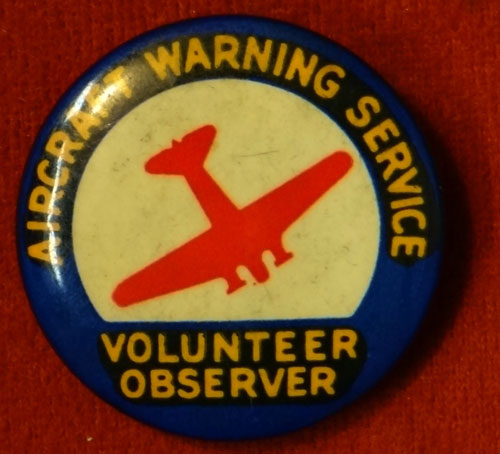 AIRCRAFT WARNING SERVICE
VOLUNTEER
OBSERVER